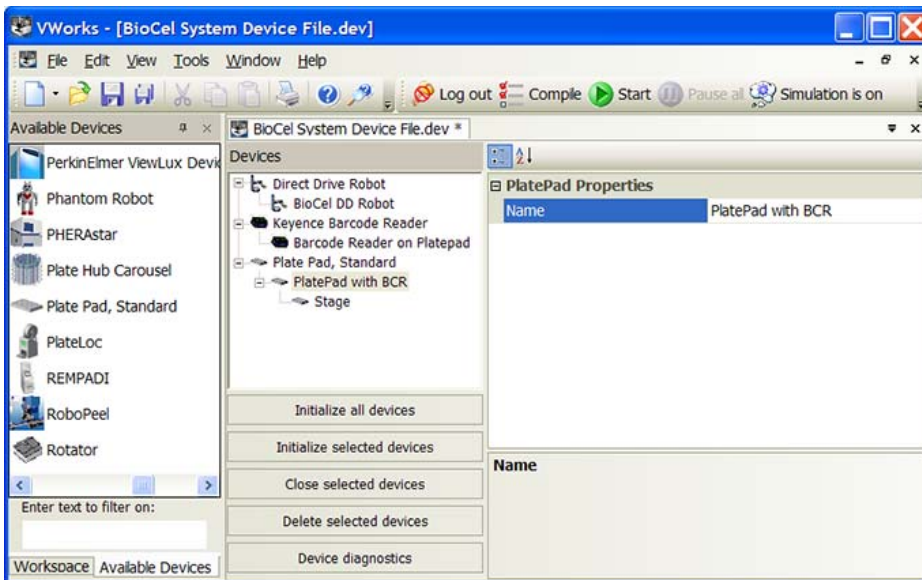 VWorks - [BioCel System Device File.dev]
File Edit View Tools Window Help
Log out Compile Start Pause all Simulation is on
Available Devices
PerkinElmer ViewLux Devic
Phantom Robot
PHERAstar
Plate Hub Carousel
Plate Pad, Standard
PlateLoc
REMPADI
RoboPeel
Rotator
Enter text to filter on:
Workspace Available Devices
BioCel System Device File.dev *
Devices
Direct Drive Robot
BioCel DD Robot
Keyence Barcode Reader
Barcode Reader on Platepad
Plate Pad, Standard
PlatePad with BCR
Stage
Initialize all devices
Initialize selected devices
Close selected devices
Delete selected devices
Device diagnostics
PlatePad Properties
Name PlatePad with BCR
Name